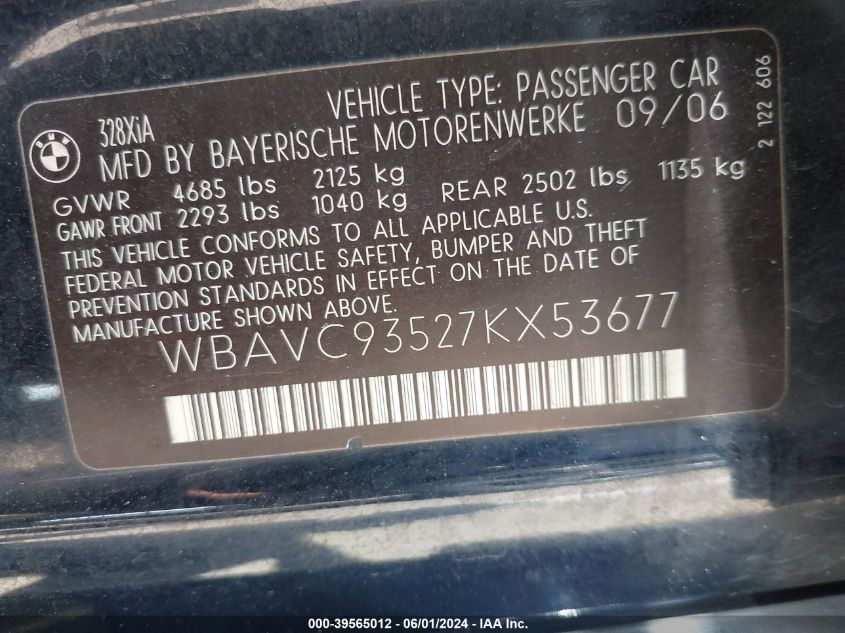 BMW
328XiA
VEHICLE TYPE: PASSENGER CAR
MFD BY BAYERISCHE MOTORENWERKE 09/06
GVWR 4685 lbs 2125 kg
GAWR FRONT 2293 lbs 1040 kg REAR 2502 lbs 1135 kg
THIS VEHICLE CONFORMS TO ALL APPLICABLE U.S.
FEDERAL MOTOR VEHICLE SAFETY, BUMPER AND THEFT
PREVENTION STANDARDS IN EFFECT ON THE DATE OF
MANUFACTURE SHOWN ABOVE.
WBAVC93527KX53677
2 122 606
000-39565012 - 06/01/2024 - IAA Inc.